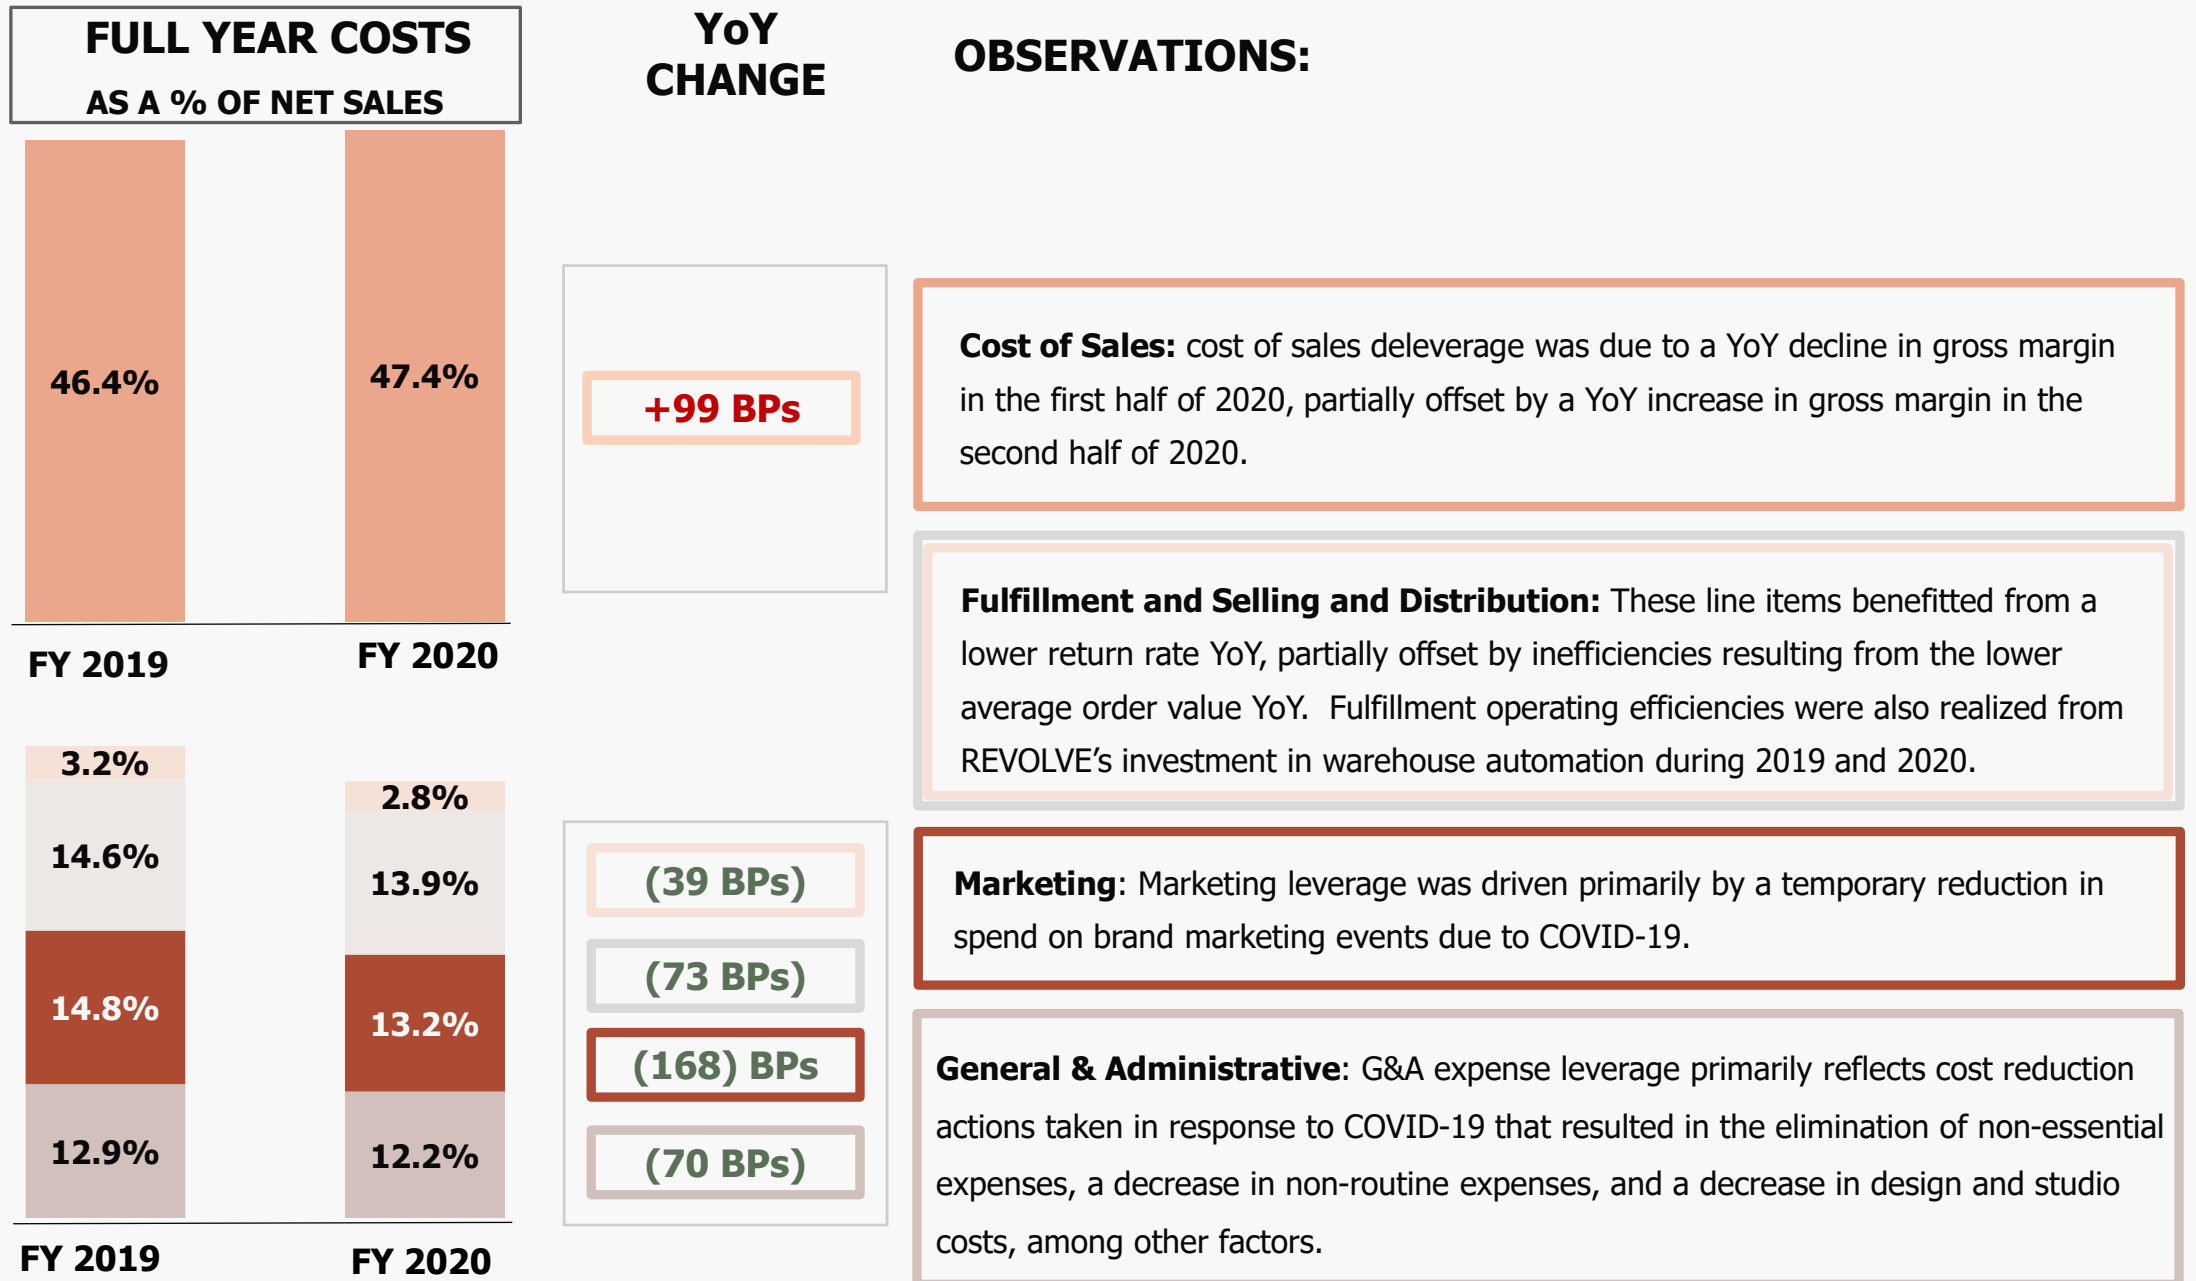 FULL YEAR COSTS
AS A % OF NET SALES
YoY
CHANGE
OBSERVATIONS:
46.4%
47.4%
FY 2019
FY 2020
+99 BPs
Cost of Sales: cost of sales deleverage was due to a YoY decline in gross margin
in the first half of 2020, partially offset by a YoY increase in gross margin in the
second half of 2020.
Fulfillment and Selling and Distribution: These line items benefitted from a
lower return rate YoY, partially offset by inefficiencies resulting from the lower
average order value YoY.  Fulfillment operating efficiencies were also realized from
REVOLVE’s investment in warehouse automation during 2019 and 2020.
3.2%
14.6%
14.8%
12.9%
2.8%
13.9%
13.2%
12.2%
FY 2019
FY 2020
(39 BPs)
(73 BPs)
(168) BPs
(70 BPs)
Marketing: Marketing leverage was driven primarily by a temporary reduction in
spend on brand marketing events due to COVID-19.
General & Administrative: G&A expense leverage primarily reflects cost reduction
actions taken in response to COVID-19 that resulted in the elimination of non-essential
expenses, a decrease in non-routine expenses, and a decrease in design and studio
costs, among other factors.